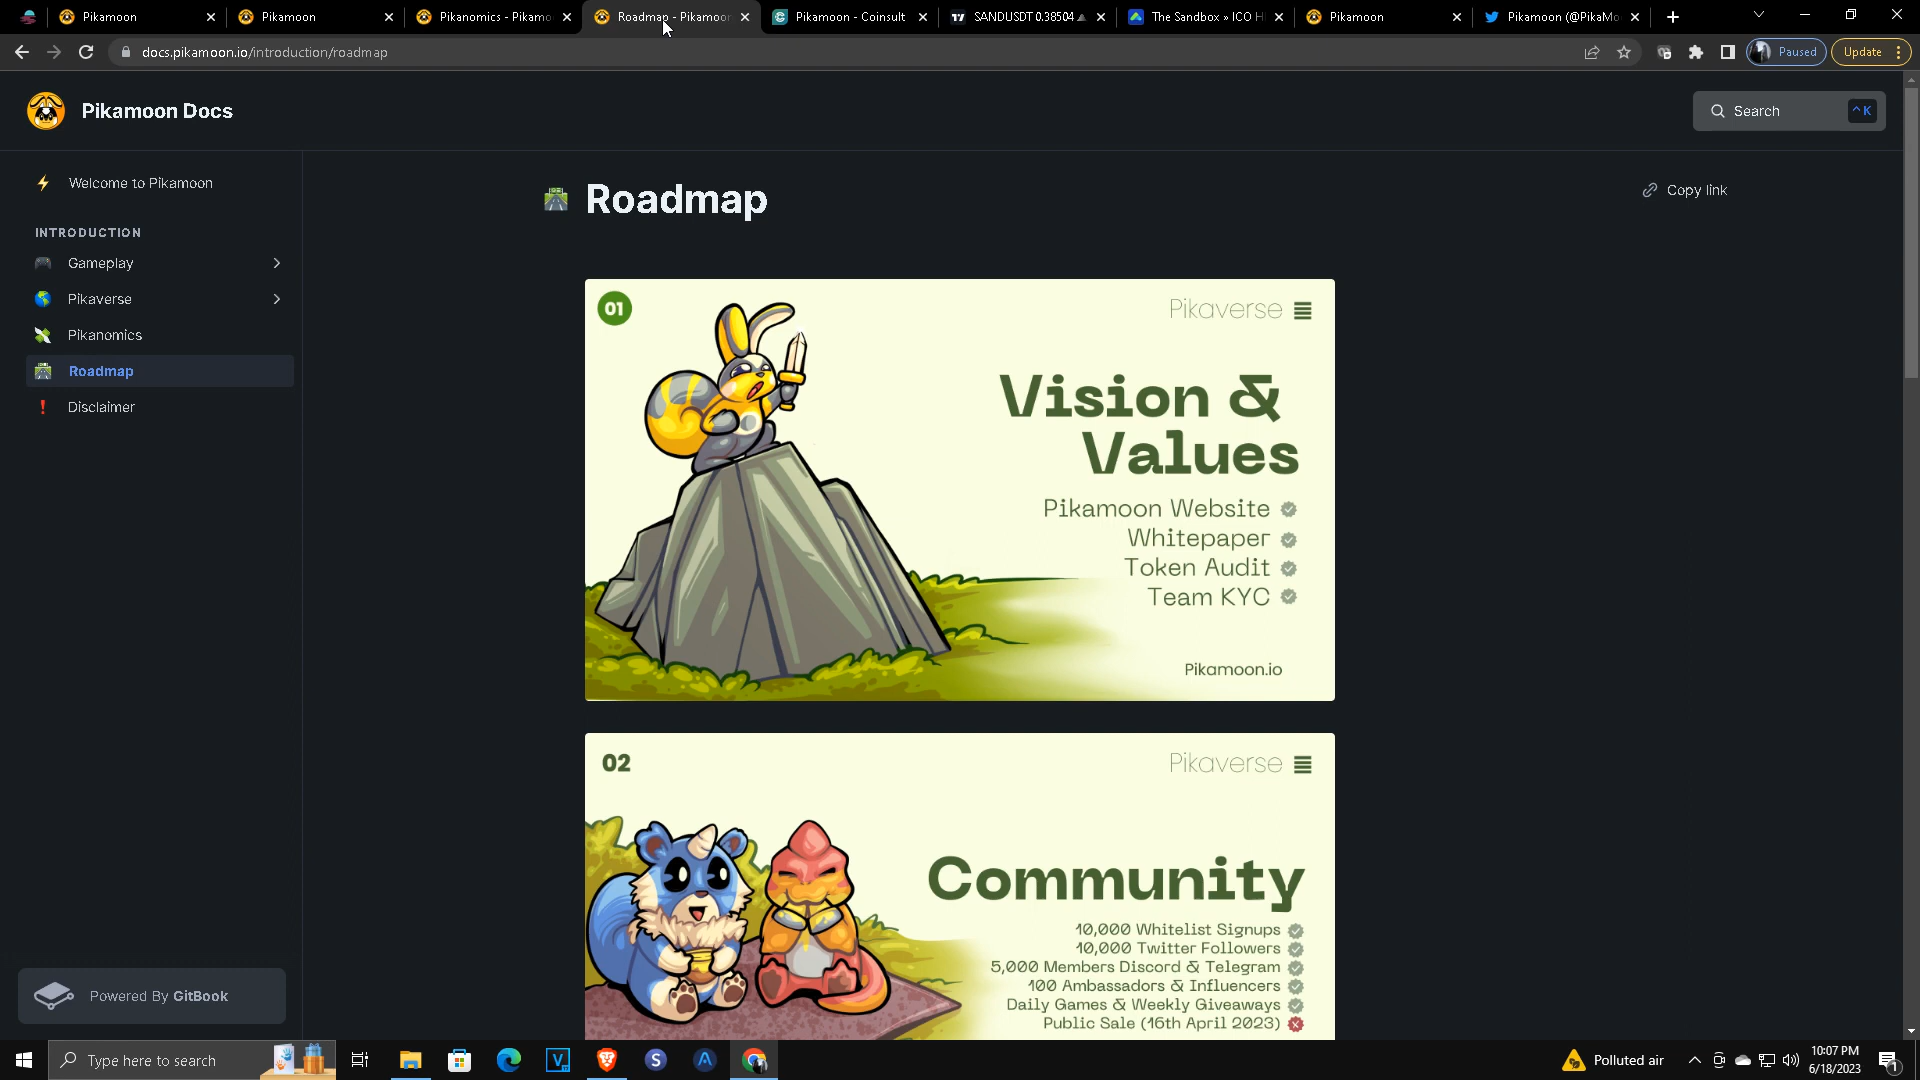 Pikamoon
Pikamoon
Pikanomics - Pikamo
Roadmap - Pikamoon
Pikamoon - Coinsult
SANDUSDT 0.38504
The Sandbox » ICO H
Pikamoon
Pikamoon (@PikaMo
docs.pikamoon.io/introduction/roadmap
Paused
Update
Pikamoon Docs
Search
^ K
Welcome to Pikamoon
INTRODUCTION
Gameplay
Pikaverse
Pikanomics
Roadmap
Disclaimer
Powered By GitBook
Roadmap
Copy link
01
Pikaverse
Vision &
Values
Pikamoon Website
Whitepaper
Token Audit
Team KYC
Pikamoon.io
02
Pikaverse
Community
10,000 Whitelist Signups
10,000 Twitter Followers
5,000 Members Discord & Telegram
100 Ambassadors & Influencers
Daily Games & Weekly Giveaways
Public Sale (16th April 2023)
Type here to search
Polluted air
10:07 PM
6/18/2023
1